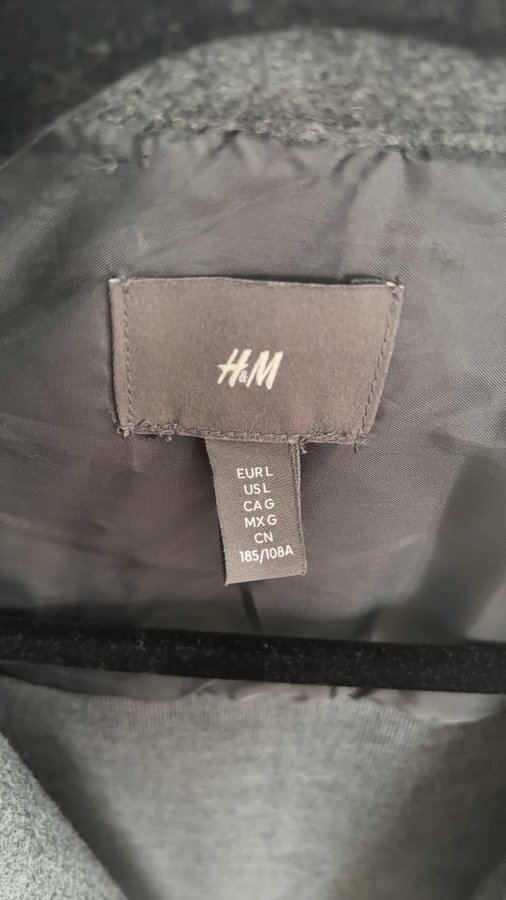 H&M
EUR L
US L
CA G
MX G
CN
185/108A